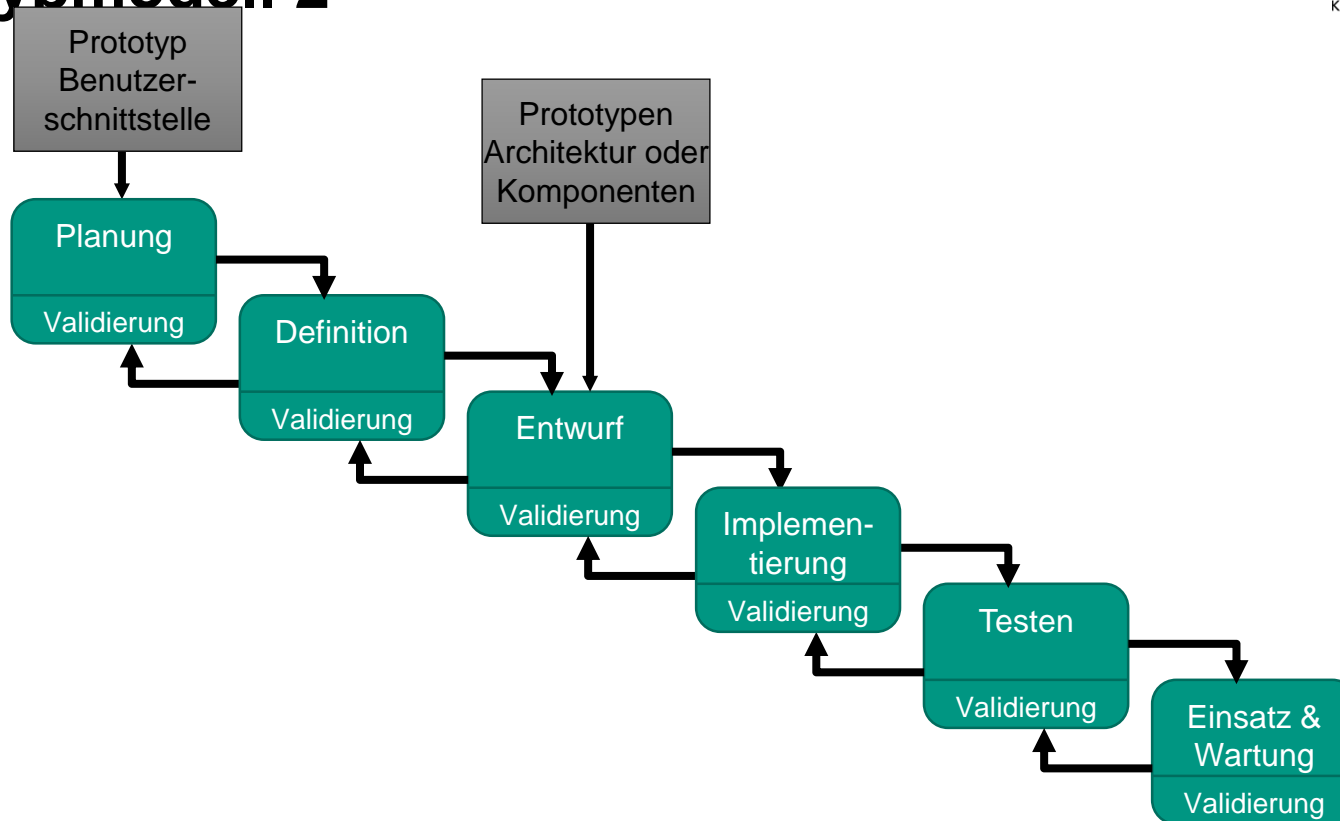 Prototyp
Benutzer-
schnittstelle
Prototypen
Architektur oder
Komponenten
Planung
Validierung
Definition
Validierung
Entwurf
Validierung
Implemen-
tierung
Validierung
Testen
Validierung
Einsatz &
Wartung
Validierung